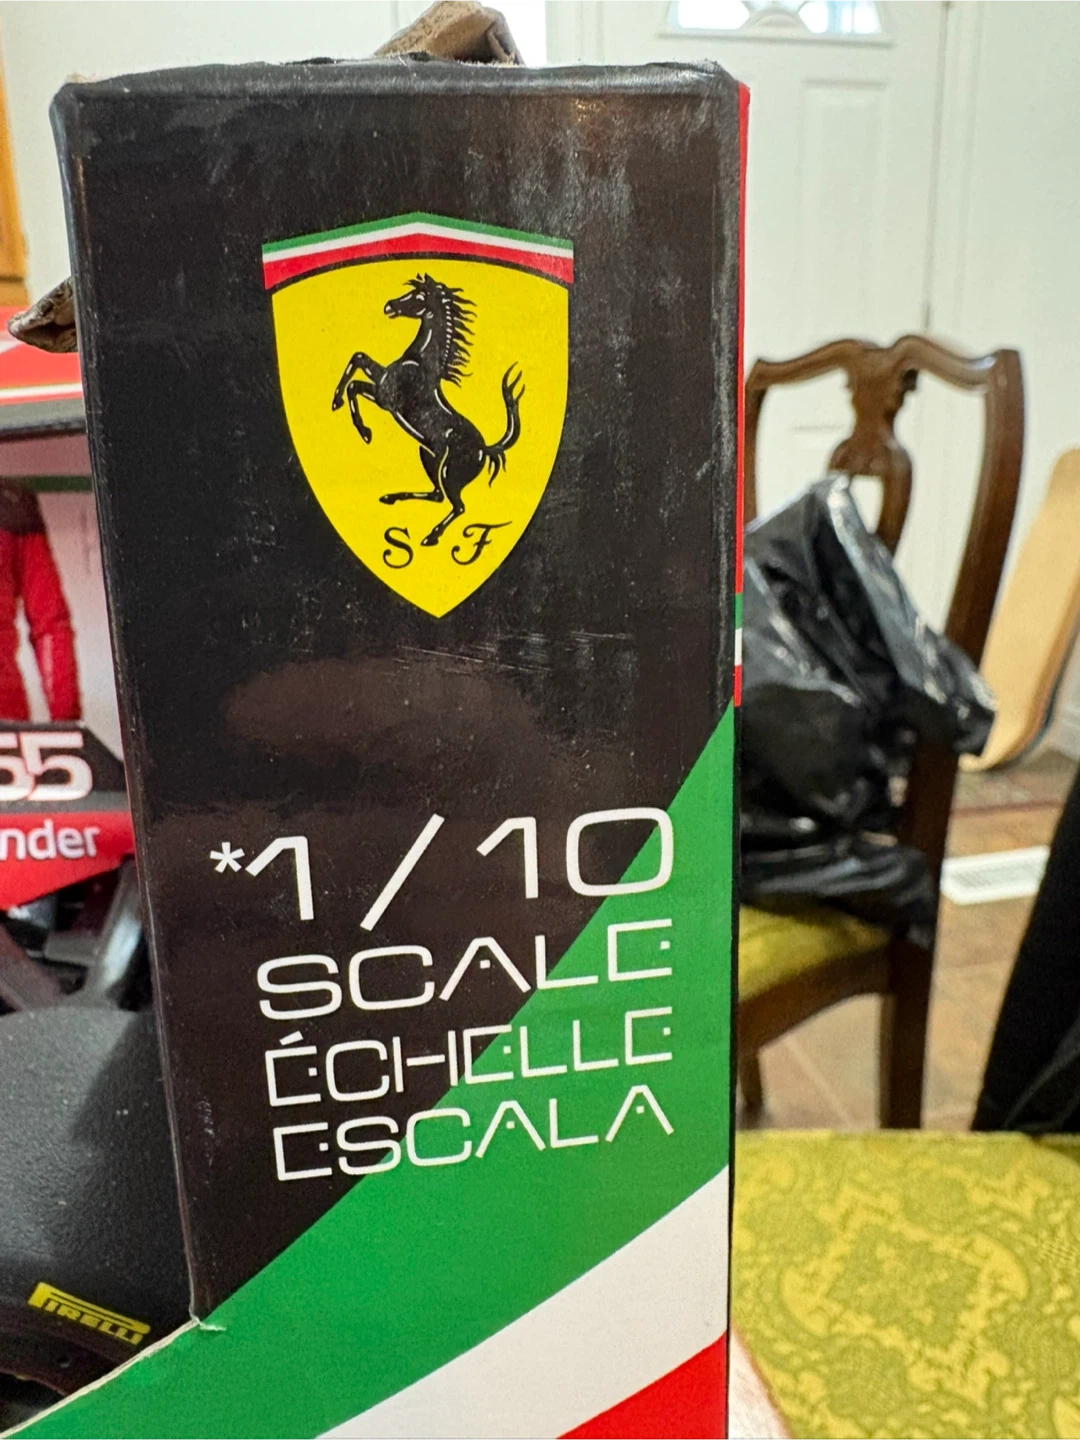 S F
55
nder
*1/10
SCALE
ÉCHELLE
ESCALA
PIRELLI